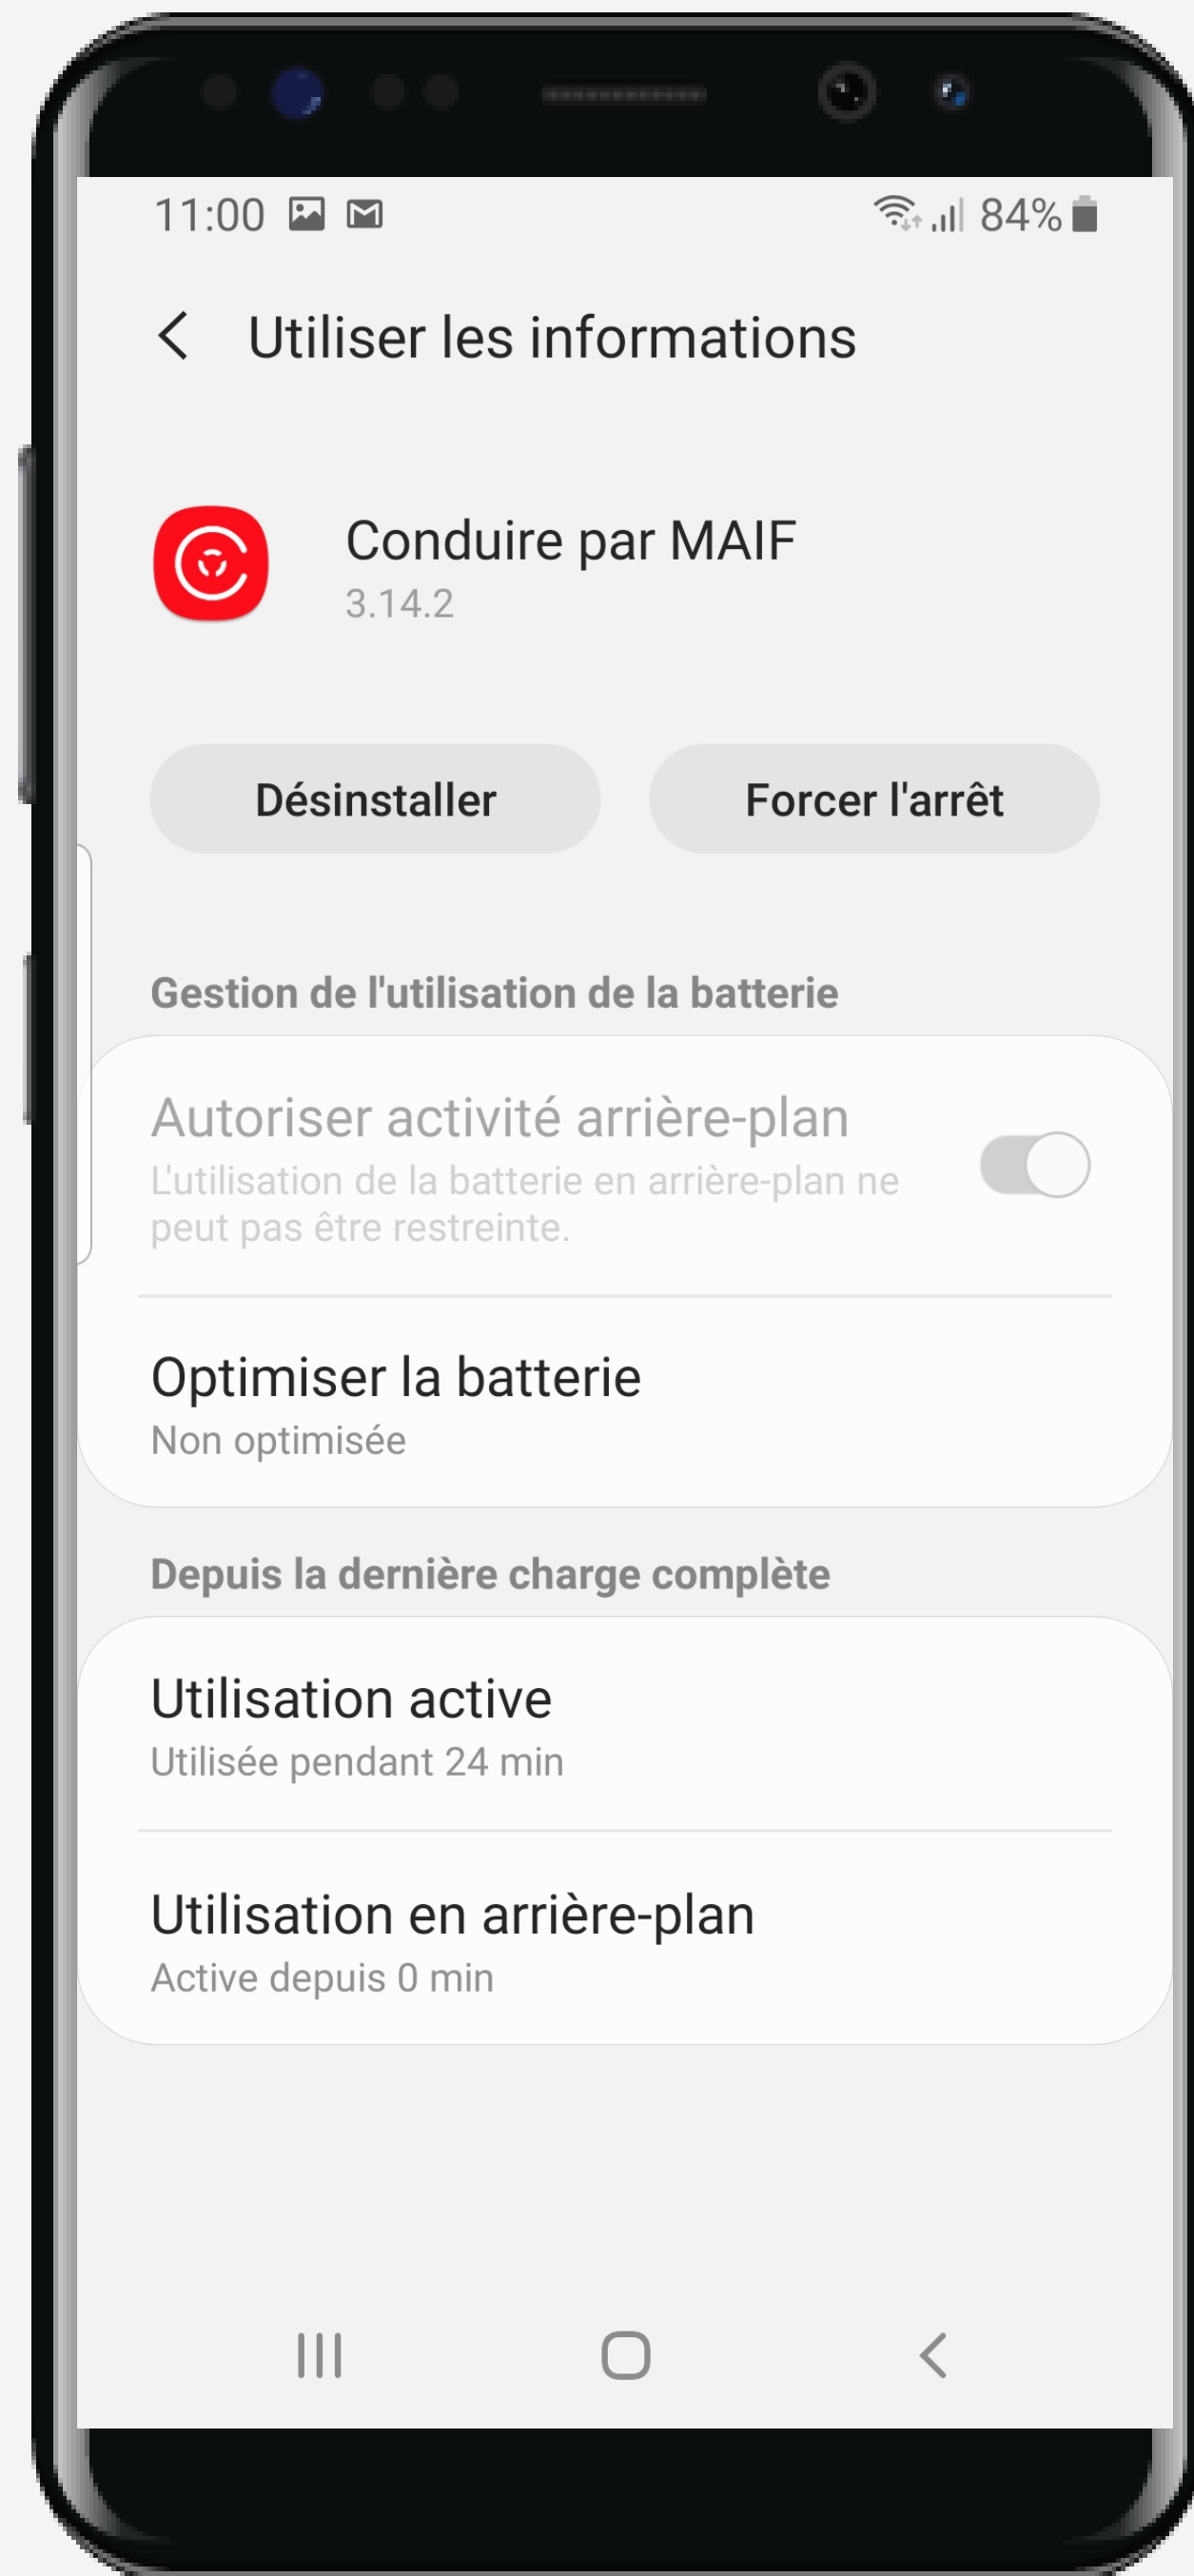 11:00
84%
Utiliser les informations
Conduire par MAIF
3.14.2
Désinstaller
Forcer l'arrêt
Gestion de l'utilisation de la batterie
Autoriser activité arrière-plan
L'utilisation de la batterie en arrière-plan ne
peut pas être restreinte.
Optimiser la batterie
Non optimisée
Depuis la dernière charge complète
Utilisation active
Utilisée pendant 24 min
Utilisation en arrière-plan
Active depuis 0 min